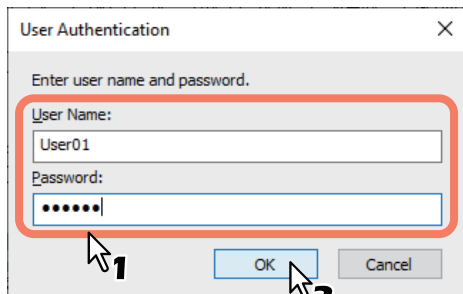 User Authentication
Enter user name and password.
User Name:
User01
Password:
••••••
1
OK
Cancel